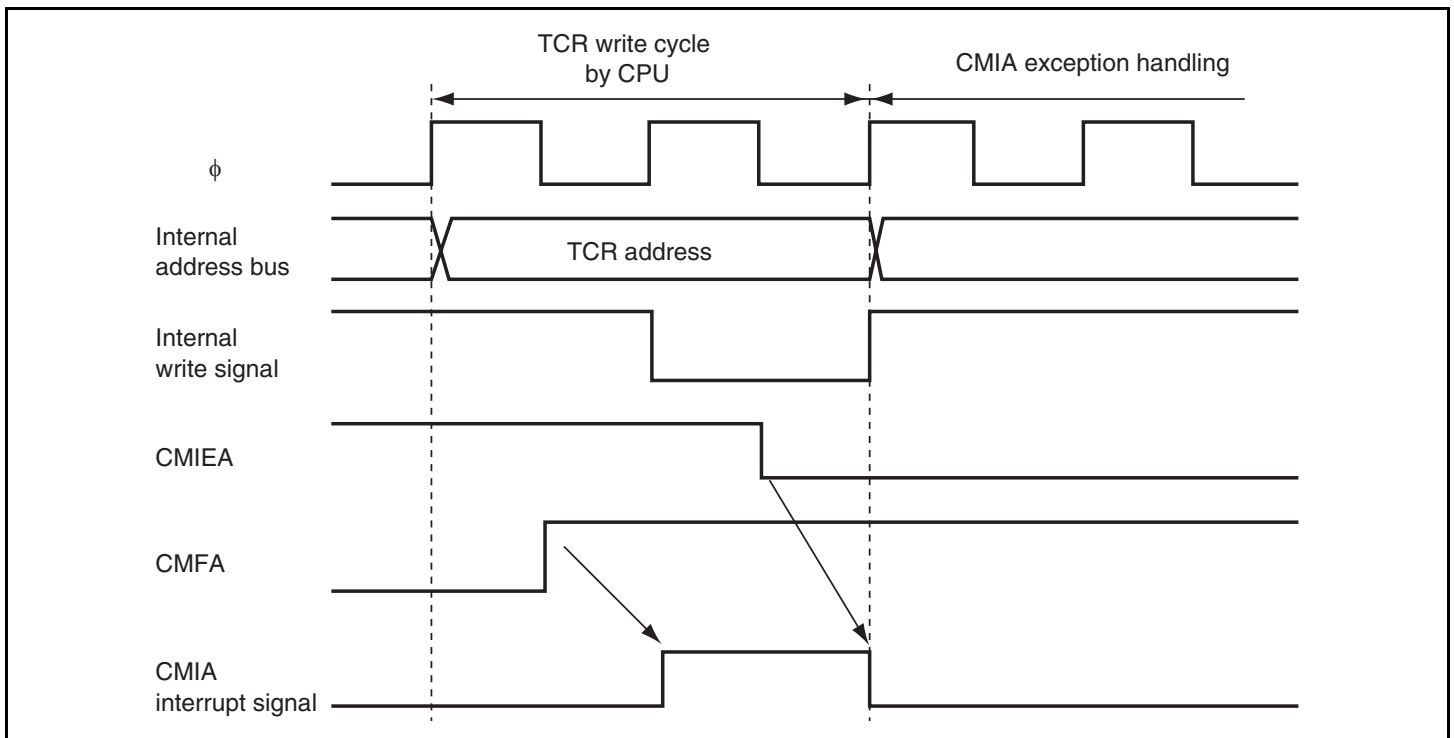 TCR write cycle
by CPU
CMIA exception handling
ϕ
Internal
address bus
TCR address
Internal
write signal
CMIEA
CMFA
CMIA
interrupt signal